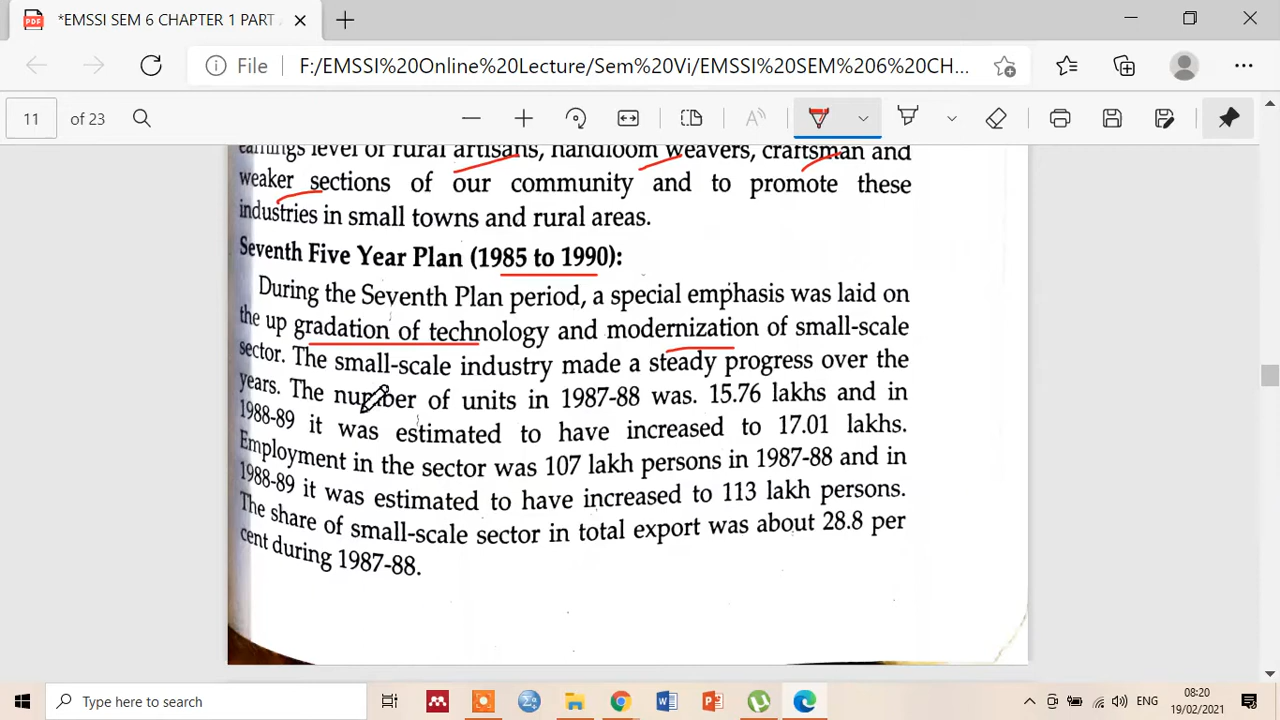 *EMSSI SEM 6 CHAPTER 1 PART
File F:/EMSSI%20Online%20Lecture/Sem%20Vi/EMSSI%20SEM%206%20CH...
11 of 23
earnings level of rural artisans, handloom weavers, craftsman and
weaker sections of our community and to promote these
industries in small towns and rural areas.
Seventh Five Year Plan (1985 to 1990):
During the Seventh Plan period, a special emphasis was laid on
the up gradation of technology and modernization of small-scale
sector. The small-scale industry made a steady progress over the
years. The number of units in 1987-88 was. 15.76 lakhs and in
1988-89 it was estimated to have increased to 17.01 lakhs.
Employment in the sector was 107 lakh persons in 1987-88 and in
1988-89 it was estimated to have increased to 113 lakh persons.
The share of small-scale sector in total export was about 28.8 per
cent during 1987-88.
Type here to search
ENG
08:20
19/02/2021